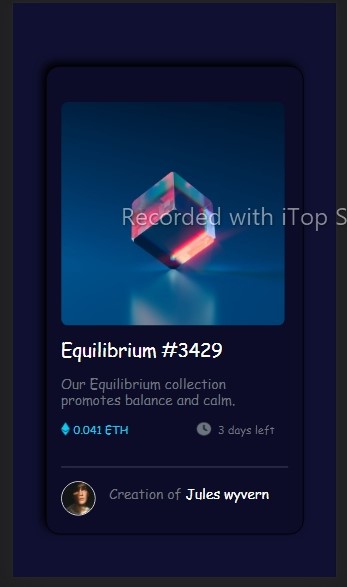 Recorded with iTop S
Equilibrium #3429
Our Equilibrium collection
promotes balance and calm.
0.041 ETH 3 days left
Creation of Jules wyvern